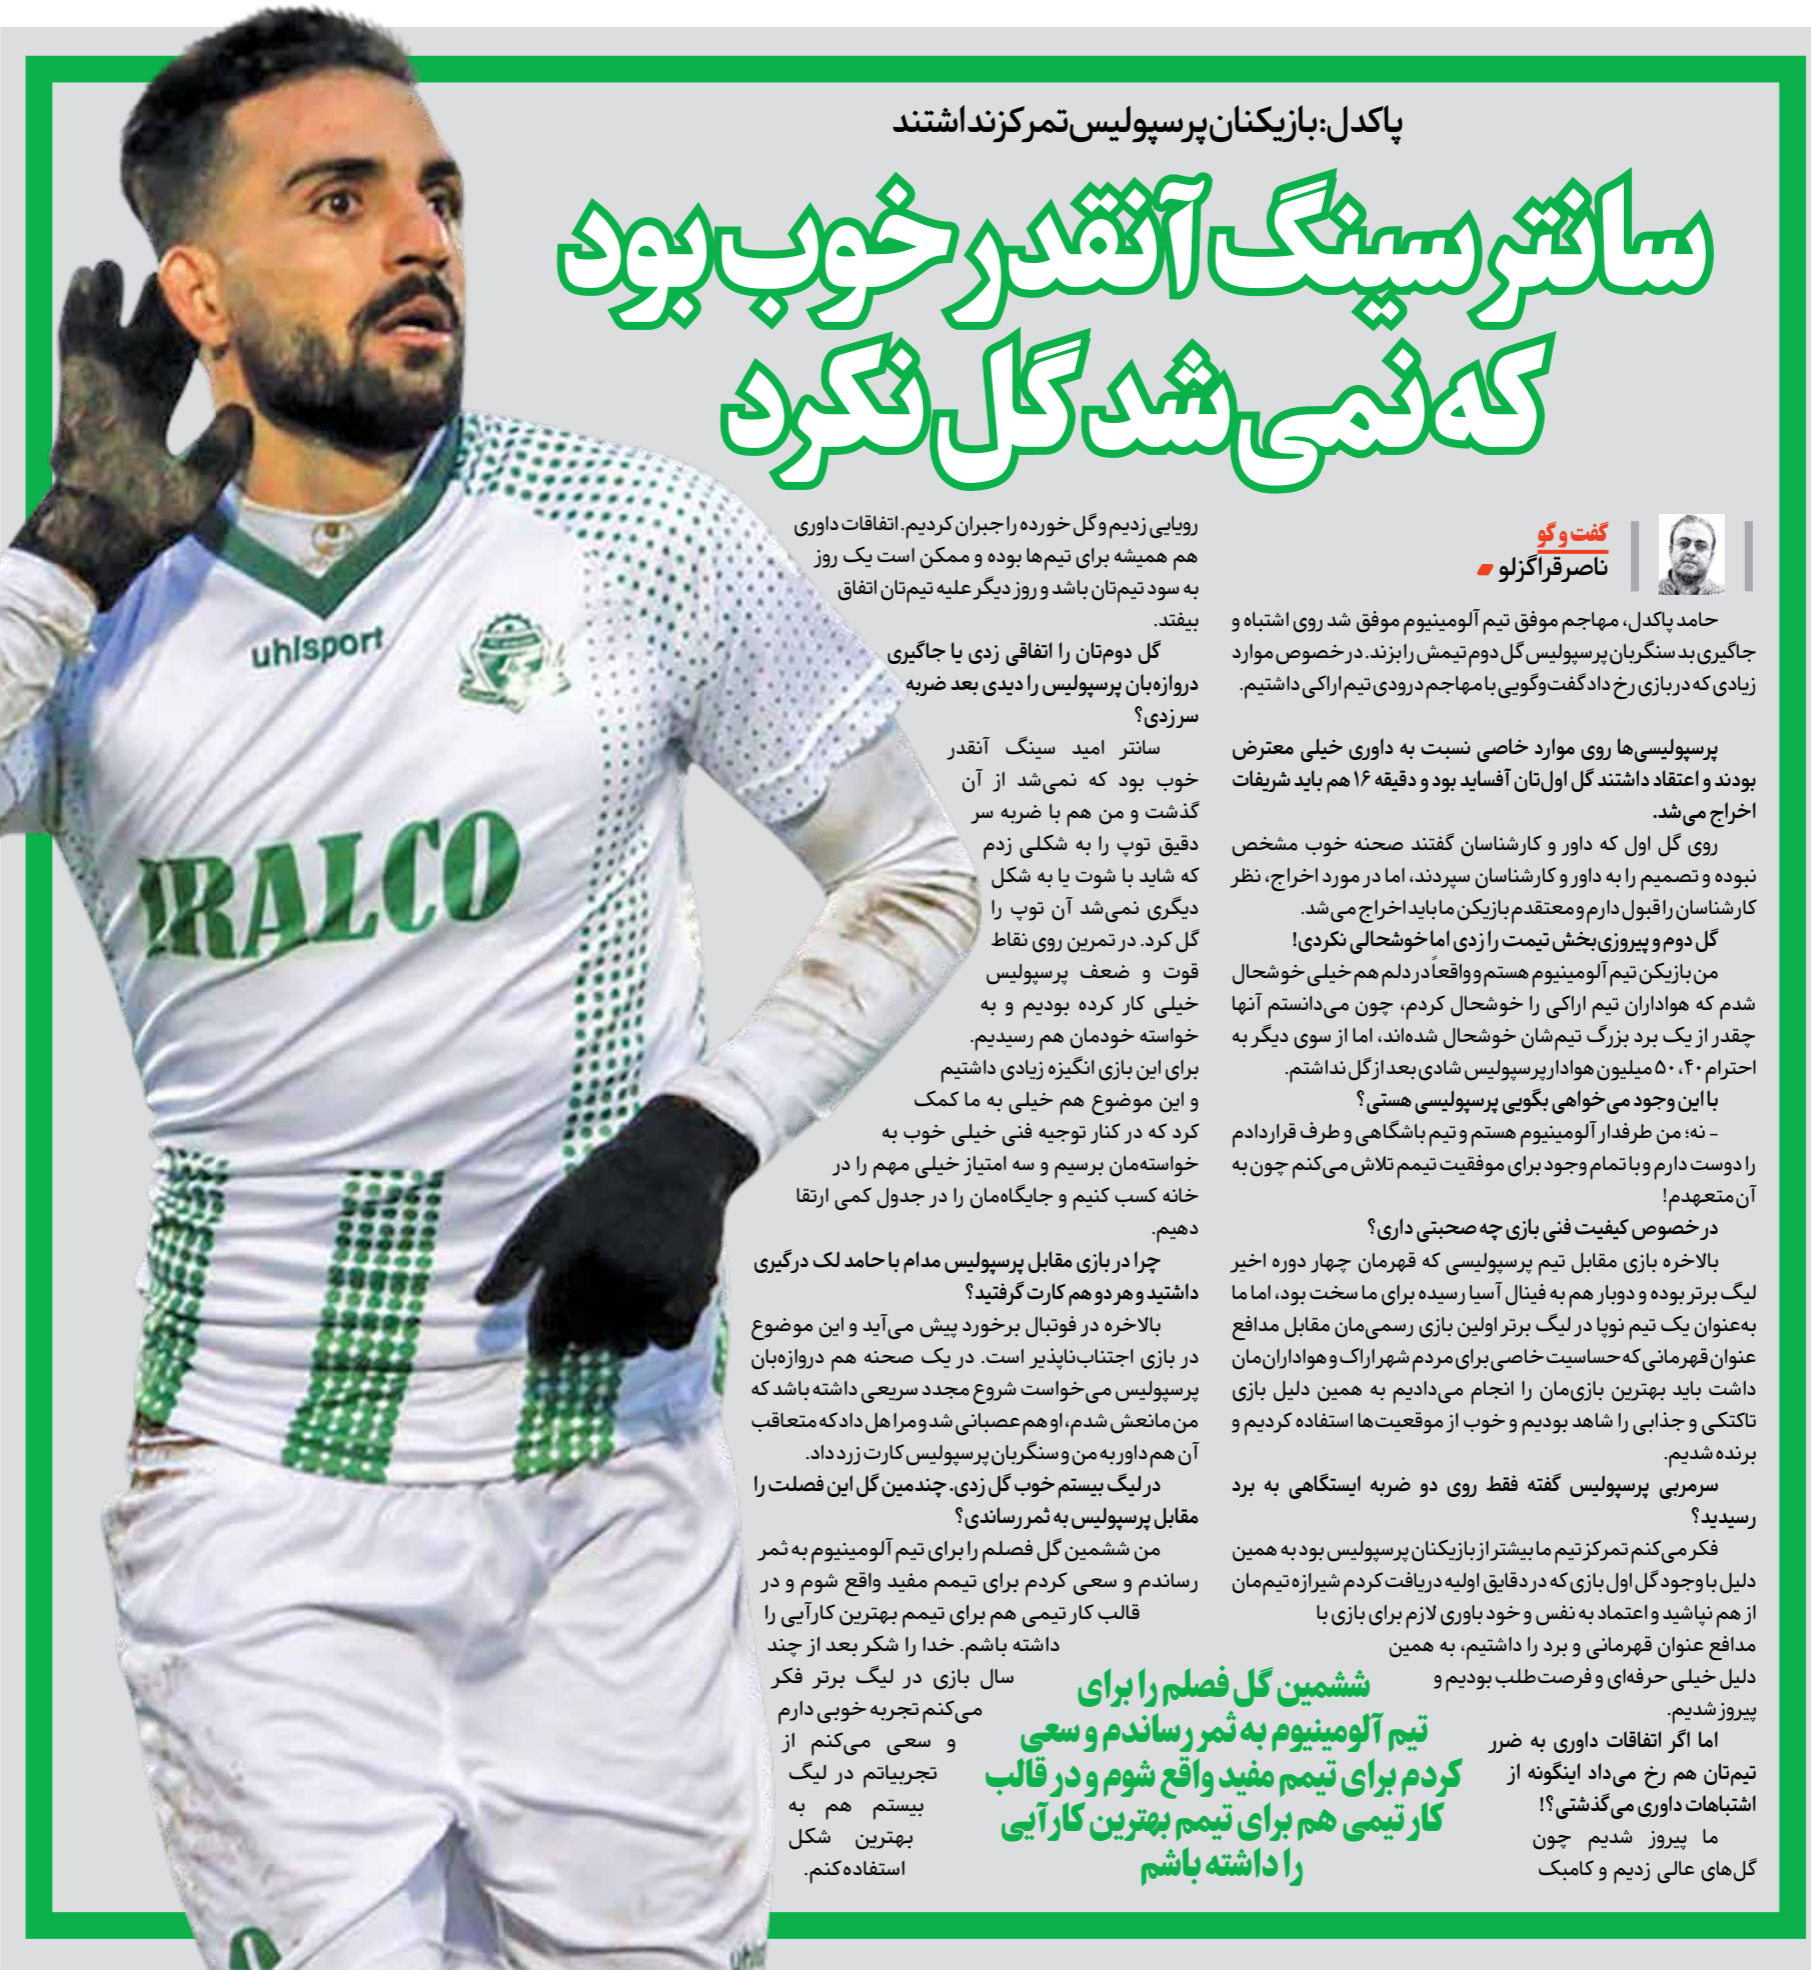 پاکدل: بازیکنان پرسپولیس تمرکز نداشتند
سانتر سینگ آنقدر خوب بود
که نمی‌شد گل نکرد
گفت و گو
ناصر قراگزلو
حامد پاکدل، مهاجم موفق تیم آلومینیوم موفق شد روی اشتباه و
جاگیری بد سنگربان پرسپولیس گل دوم تیمش را بزند. در خصوص موارد
زیادی که در بازی رخ داد گفت‌وگویی با مهاجم درودی تیم اراکی داشتیم.
پرسپولیسی‌ها روی موارد خاصی نسبت به داوری خیلی معترض
بودند و اعتقاد داشتند گل اول‌تان آفساید بود و دقیقه ۱۶ هم باید شریفات
اخراج می‌شد.
روی گل اول که داور و کارشناسان گفتند صحنه خوب مشخص
نبوده و تصمیم را به داور و کارشناسان سپردند، اما در مورد اخراج، نظر
کارشناسان را قبول دارم و معتقدم بازیکن ما باید اخراج می‌شد.
گل دوم و پیروزی‌بخش تیمت را زدی اما خوشحالی نکردی!
من بازیکن تیم آلومینیوم هستم و واقعاً در دلم هم خیلی خوشحال
شدم که هواداران تیم اراکی را خوشحال کردم، چون می‌دانستم آنها
چقدر از یک برد بزرگ تیم‌شان خوشحال شده‌اند، اما از سوی دیگر به
احترام ۴۰، ۵۰ میلیون هوادار پرسپولیس شادی بعد از گل نداشتم.
با این وجود می‌خواهی بگویی پرسپولیسی هستی؟
- نه؛ من طرفدار آلومینیوم هستم و تیم باشگاهی و طرف قراردادم
را دوست دارم و با تمام وجود برای موفقیت تیمم تلاش می‌کنم چون به
آن متعهدم!
در خصوص کیفیت فنی بازی چه صحبتی داری؟
بالاخره بازی مقابل تیم پرسپولیسی که قهرمان چهار دوره اخیر
لیگ برتر بوده و دوبار هم به فینال آسیا رسیده برای ما سخت بود، اما ما
به‌عنوان یک تیم نوپا در لیگ برتر اولین بازی رسمی‌مان مقابل مدافع
عنوان قهرمانی که حساسیت خاصی برای مردم شهر اراک و هواداران‌مان
داشت باید بهترین بازی‌مان را انجام می‌دادیم به همین دلیل بازی
تاکتیکی و جذابی را شاهد بودیم و خوب از موقعیت‌ها استفاده کردیم و
برنده شدیم.
سرمربی پرسپولیس گفته فقط روی دو ضربه ایستگاهی به برد
رسیدید؟
فکر می‌کنم تمرکز تیم ما بیشتر از بازیکنان پرسپولیس بود به همین
دلیل با وجود گل اول بازی که در دقایق اولیه دریافت کردم شیرازه تیم‌مان
از هم نپاشید و اعتماد به نفس و خود باوری لازم برای بازی با
مدافع عنوان قهرمانی و برد را داشتیم، به همین
دلیل خیلی حرفه‌ای و فرصت‌طلب بودیم و
پیروز شدیم.
اما اگر اتفاقات داوری به ضرر
تیم‌تان هم رخ می‌داد اینگونه از
اشتباهات داوری می‌گذشتی؟!
ما پیروز شدیم چون
گل‌های عالی زدیم و کامبک
رویایی زدیم و گل خورده را جبران کردیم. اتفاقات داوری
هم همیشه برای تیم‌ها بوده و ممکن است یک روز
به سود تیم‌تان باشد و روز دیگر علیه تیم‌تان اتفاق
بیفتد.
گل دوم‌تان را اتفاقی زدی یا جاگیری
دروازه‌بان پرسپولیس را دیدی بعد ضربه
سر زدی؟
سانتر امید سینگ آنقدر
خوب بود که نمی‌شد از آن
گذشت و من هم با ضربه سر
دقیق توپ را به شکلی زدم
که شاید با شوت یا به شکل
دیگری نمی‌شد آن توپ را
گل کرد. در تمرین روی نقاط
قوت و ضعف پرسپولیس
خیلی کار کرده بودیم و به
خواسته خودمان هم رسیدیم.
برای این بازی انگیزه زیادی داشتیم
و این موضوع هم خیلی به ما کمک
کرد که در کنار توجیه فنی خیلی خوب به
خواسته‌مان برسیم و سه امتیاز خیلی مهم را در
خانه کسب کنیم و جایگاه‌مان را در جدول کمی ارتقا
دهیم.
چرا در بازی مقابل پرسپولیس مدام با حامد لک درگیری
داشتید و هر دو هم کارت گرفتید؟
بالاخره در فوتبال برخورد پیش می‌آید و این موضوع
در بازی اجتناب‌ناپذیر است. در یک صحنه هم دروازه‌بان
پرسپولیس می‌خواست شروع مجدد سریعی داشته باشد که
من مانعش شدم، او هم عصبانی شد و مرا هل داد که متعاقب
آن هم داور به من و سنگربان پرسپولیس کارت زرد داد.
در لیگ بیستم خوب گل زدی. چندمین گل این فصلت را
مقابل پرسپولیس به ثمر رساندی؟
من ششمین گل فصلم را برای تیم آلومینیوم به ثمر
رساندم و سعی کردم برای تیمم مفید واقع شوم و در
قالب کار تیمی هم برای تیمم بهترین کارآیی را
داشته باشم. خدا را شکر بعد از چند
سال بازی در لیگ برتر فکر
می‌کنم تجربه خوبی دارم
و سعی می‌کنم از
تجربیاتم در لیگ
بیستم هم به
بهترین شکل
استفاده کنم.
ششمین گل فصلم را برای
تیم آلومینیوم به ثمر رساندم و سعی
کردم برای تیمم مفید واقع شوم و در قالب
کار تیمی هم برای تیمم بهترین کارآیی
را داشته باشم
uhlsport
IRALCO